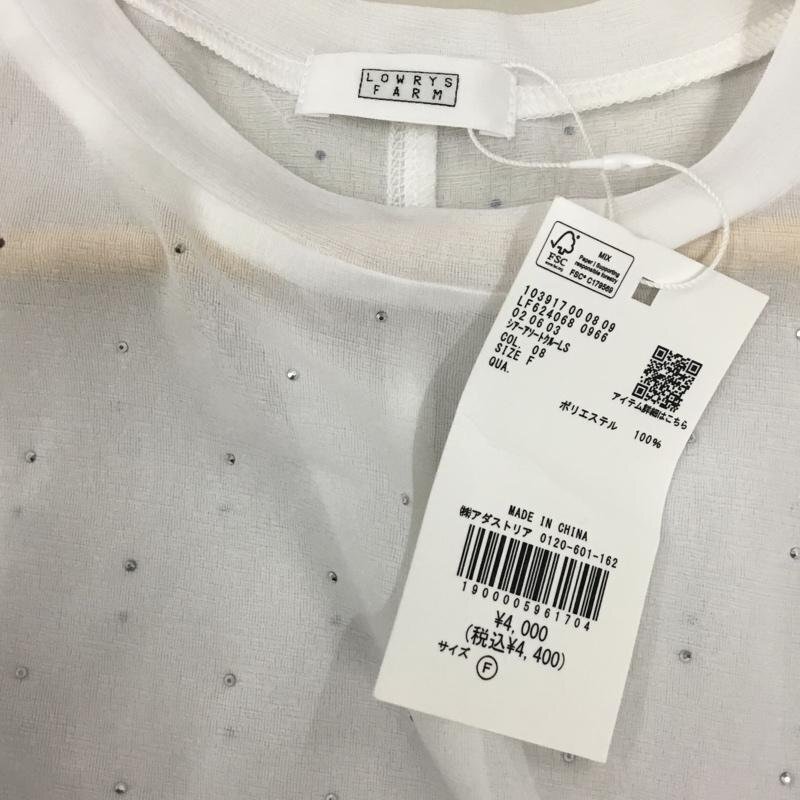 LOWRYS
FARM
FSC®
www.fsc.org
MIX
Paper | Supporting
responsible forestry
FSC® C179569
103917 00 08 09
LF624068 0966
02 06 03
シアーアソートクルーLS
COL. 08
SIZE F
QUA.
アイテム詳細はこちら
ポリエステル 100%
MADE IN CHINA
㈱アダストリア 0120-601-162
1900005961704
¥4,000
(税込¥4,400)
サイズ F